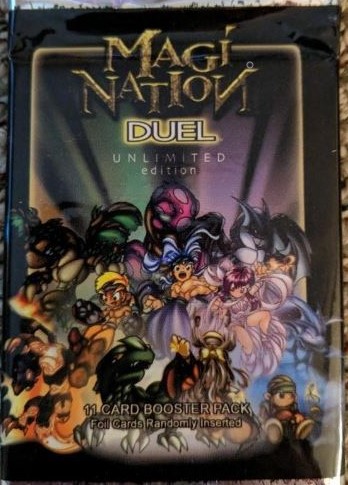 MAGI
NATION
DUEL
UNLIMITED
edition
11 CARD BOOSTER PACK
Foil Cards Randomly Inserted